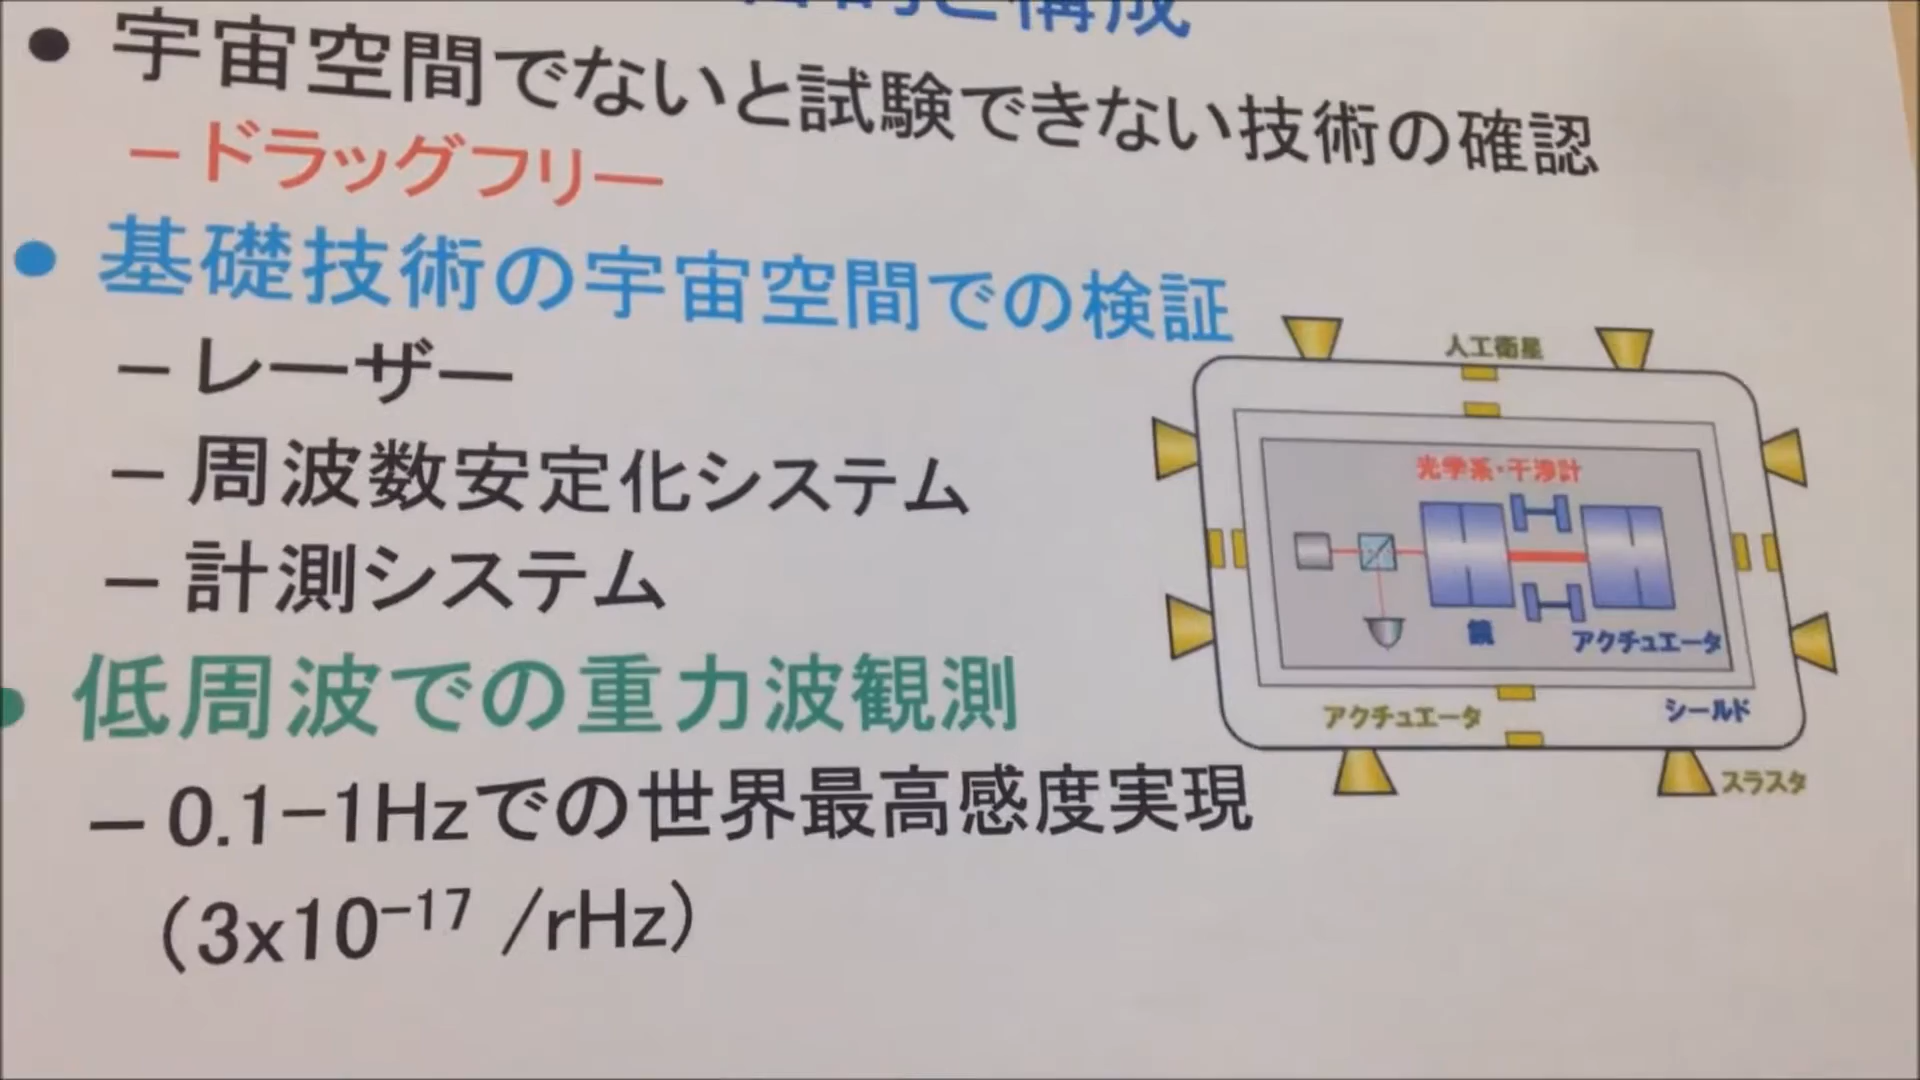 と構成
● 宇宙空間でないと試験できない技術の確認
– ドラッグフリー
● 基礎技術の宇宙空間での検証
– レーザー
– 周波数安定化システム
– 計測システム
● 低周波での重力波観測
– 0.1-1Hzでの世界最高感度実現
(3x10⁻¹⁷ /rHz)
人工衛星
光学系・干渉計
鏡
アクチュエータ
アクチュエータ
シールド
スラスタ